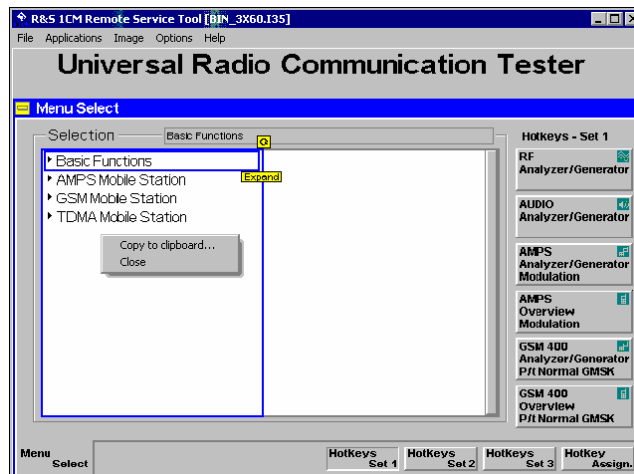 R&S 1CM Remote Service Tool [BIN_3X60.I35]
File Applications Image Options Help
Universal Radio Communication Tester
Menu Select
Selection
Basic Functions
Basic Functions
Expand
AMPS Mobile Station
GSM Mobile Station
TDMA Mobile Station
Copy to clipboard...
Close
Hotkeys - Set 1
RF
Analyzer/Generator
AUDIO
Analyzer/Generator
AMPS
Analyzer/Generator
Modulation
AMPS
Overview
Modulation
GSM 400
Analyzer/Generator
P/t Normal GMSK
GSM 400
Overview
P/t Normal GMSK
Menu
Select
Hotkeys
Set 1
Hotkeys
Set 2
Hotkeys
Set 3
Hotkey
Assign.